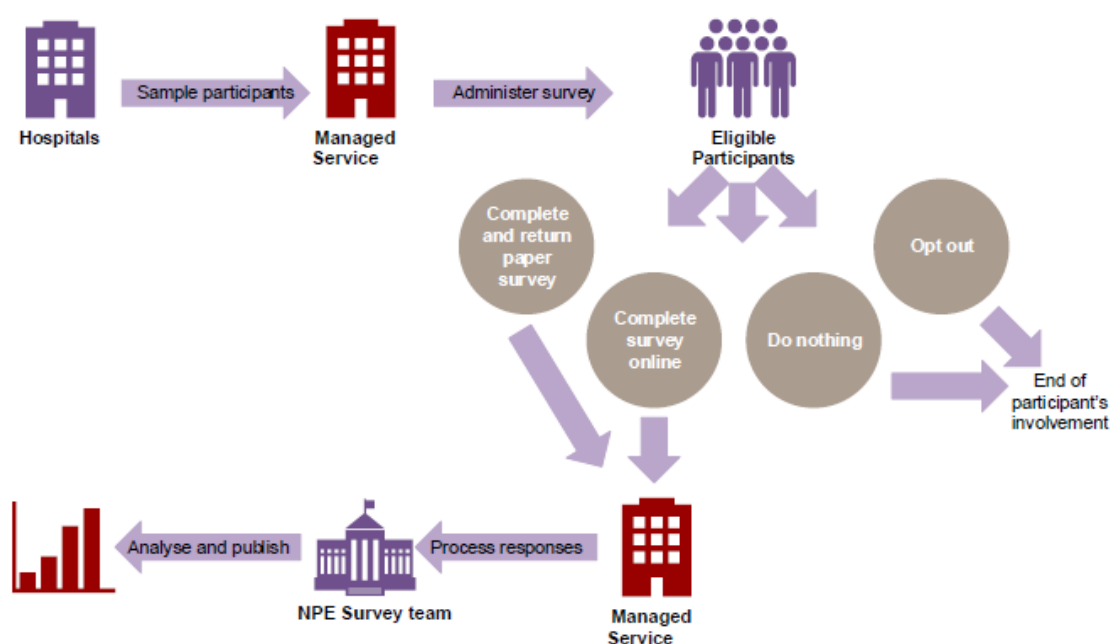 Sample participants
Administer survey
Hospitals
Managed
Service
Eligible
Participants
Complete
and return
paper
survey
Opt out
Complete
survey
online
Do nothing
End of
participant's
involvement
Analyse and publish
Process responses
NPE Survey team
Managed
Service